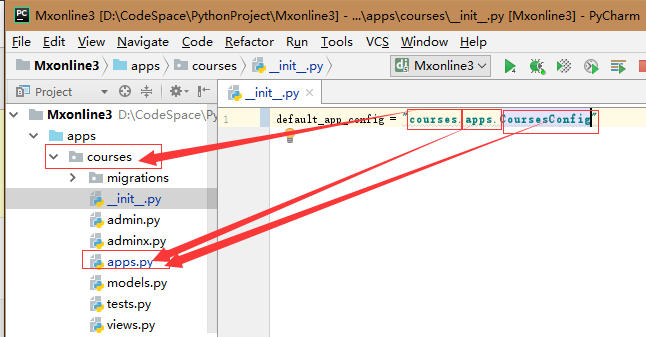 PC Mxonline3 [D:\CodeSpace\PythonProject\Mxonline3] - ...\apps\courses\__init__.py [Mxonline3] - PyCharm
File Edit View Navigate Code Refactor Run Tools VCS Window Help
Mxonline3 apps courses __init__.py dj Mxonline3
Project __init__.py
Mxonline3 D:\CodeSpace\Py
1 default_app_config = "courses.apps.CoursesConfig"
apps
courses
migrations
__init__.py
admin.py
adminx.py
apps.py
models.py
tests.py
views.py